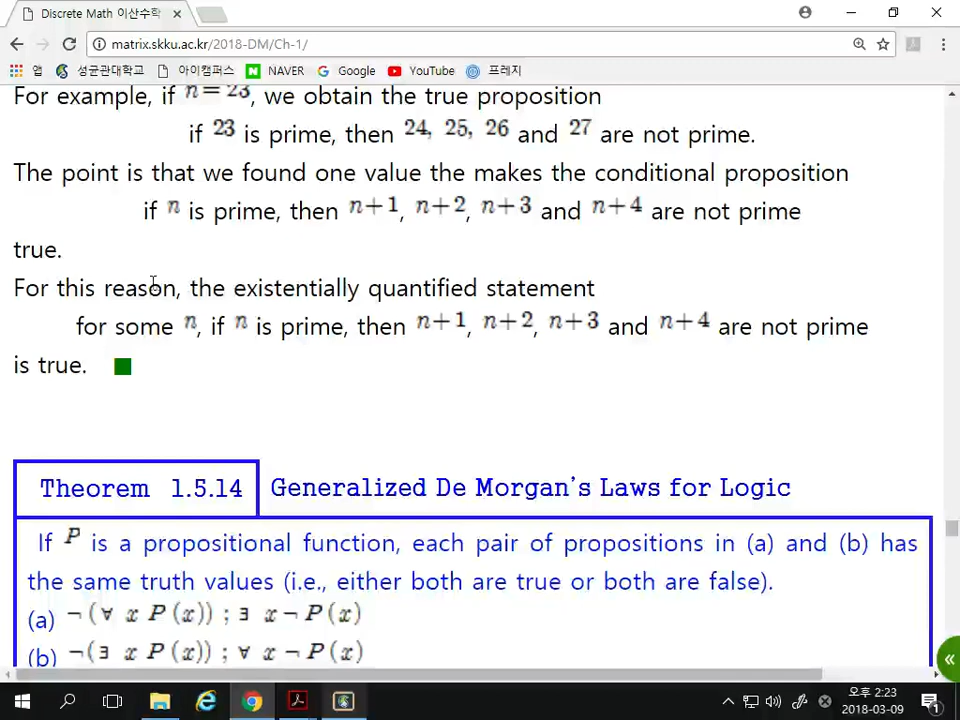 Discrete Math 이산수학
matrix.skku.ac.kr/2018-DM/Ch-1/
앱 성균관대학교 아이캠퍼스 NAVER Google YouTube 프레지
For example, if n=23, we obtain the true proposition
if 23 is prime, then 24, 25, 26 and 27 are not prime.
The point is that we found one value the makes the conditional proposition
if n is prime, then n+1, n+2, n+3 and n+4 are not prime
true.
For this reason, the existentially quantified statement
for some n, if n is prime, then n+1, n+2, n+3 and n+4 are not prime
is true.
Theorem 1.5.14 Generalized De Morgan's Laws for Logic
If P is a propositional function, each pair of propositions in (a) and (b) has
the same truth values (i.e., either both are true or both are false).
(a) ¬(∀ x P(x)) ; ∃ x¬P(x)
(b) ¬(∃ x P(x)) ; ∀ x¬P(x)
오후 2:23
2018-03-09
1